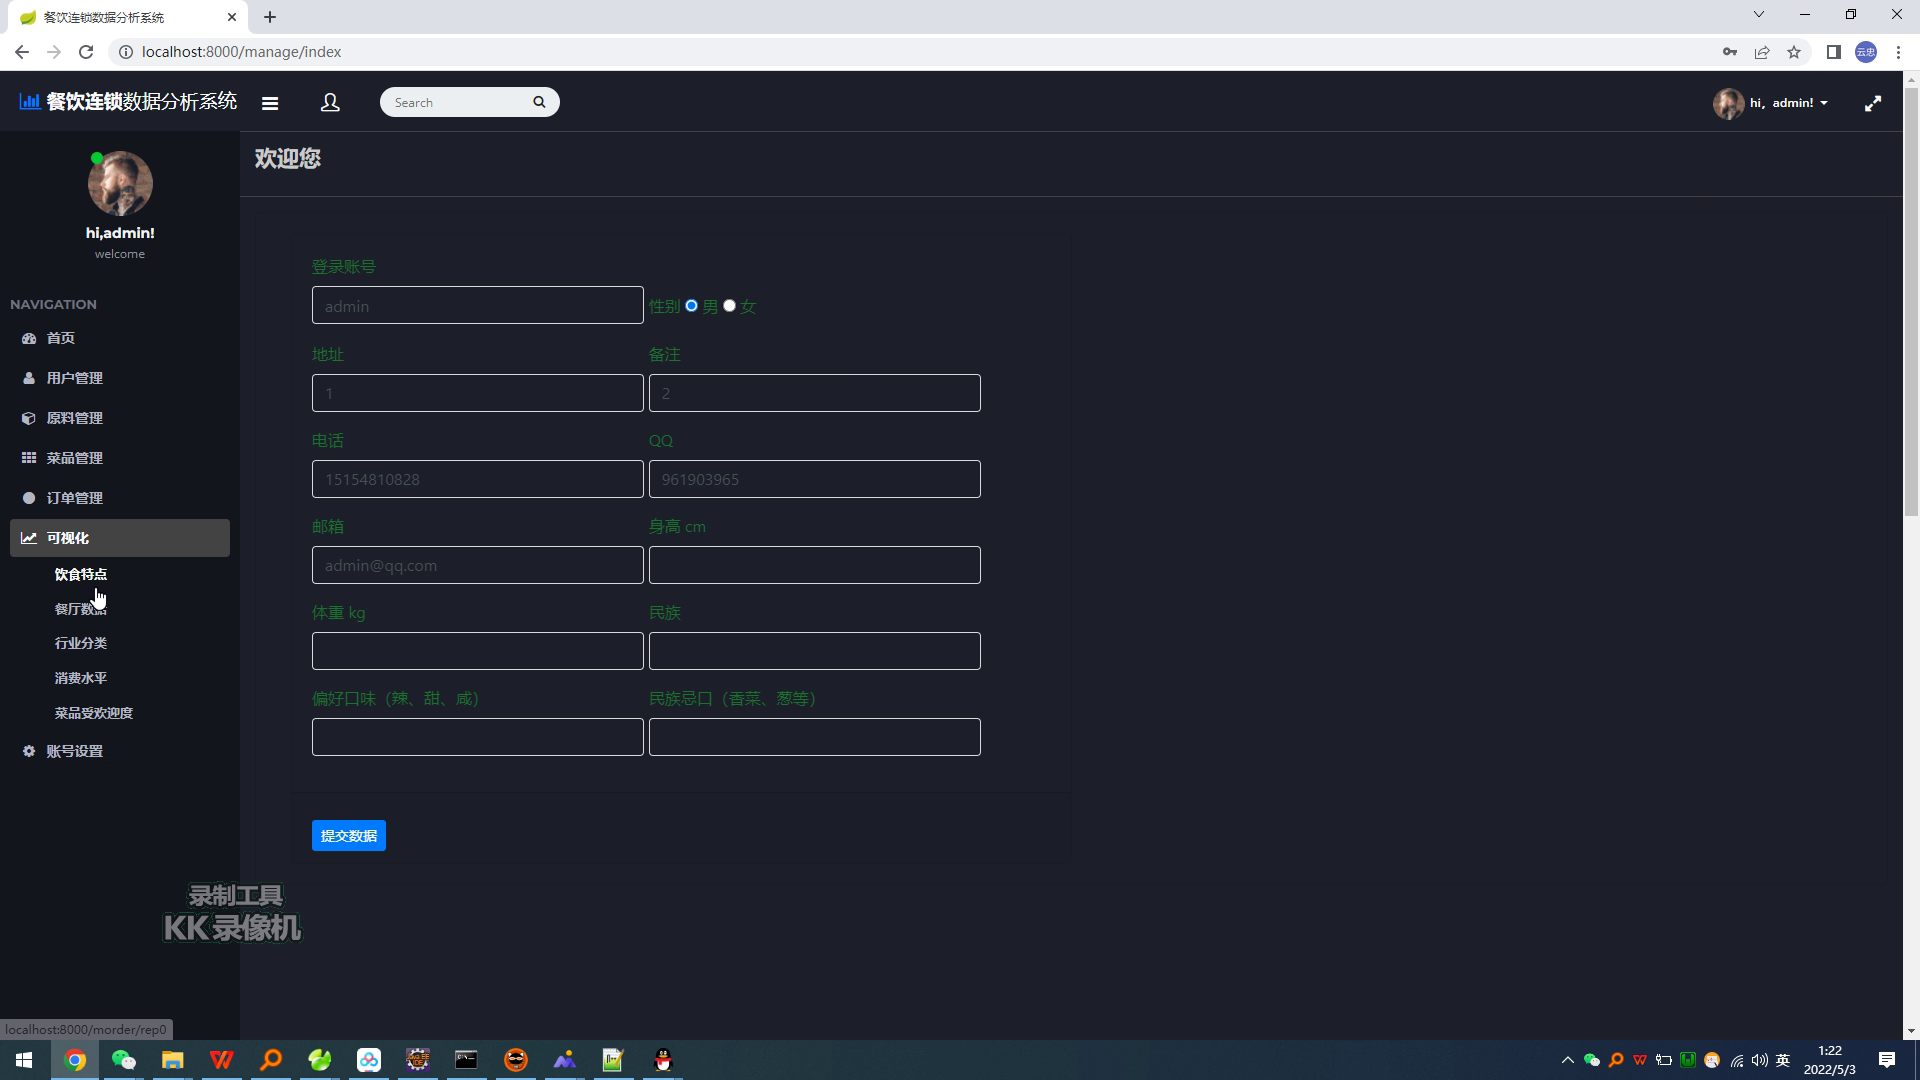 餐饮连锁数据分析系统
localhost:8000/manage/index
云忠
餐饮连锁数据分析系统
Search
hi, admin!
欢迎您
hi,admin!
welcome
NAVIGATION
首页
用户管理
原料管理
菜品管理
订单管理
可视化
饮食特点
餐厅数据
行业分类
消费水平
菜品受欢迎度
账号设置
登录账号
admin
性别 男 女
地址 备注
1 2
电话 QQ
15154810828 961903965
邮箱 身高 cm
admin@qq.com
体重 kg 民族
偏好口味（辣、甜、咸） 民族忌口（香菜、葱等）
提交数据
录制工具
KK录像机
localhost:8000/morder/rep0
英
1:22
2022/5/3